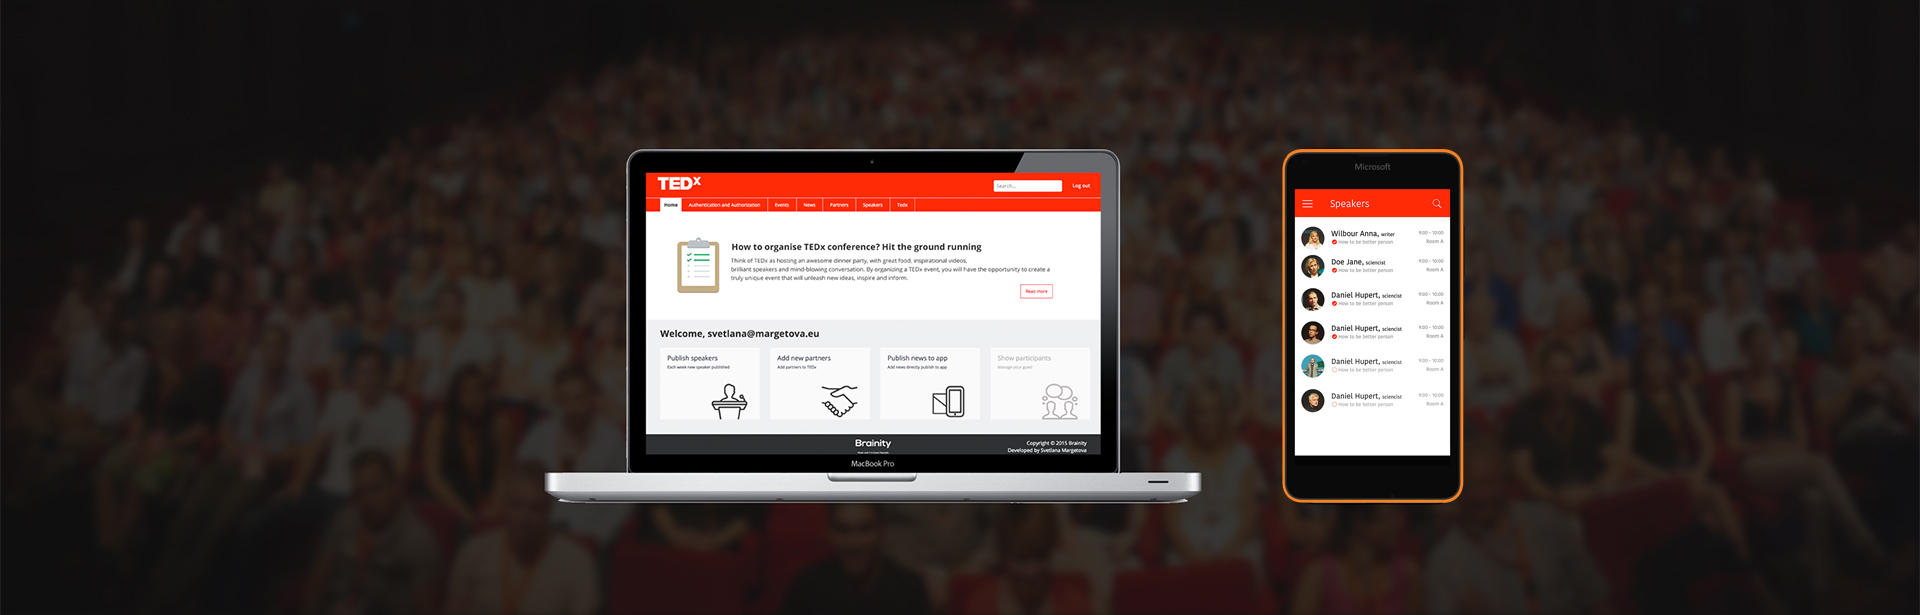 TEDx
Search...
Log out
Home
Authentication and Authorization
Events
News
Partners
Speakers
Tedx
How to organise TEDx conference? Hit the ground running
Think of TEDx as hosting an awesome dinner party, with great food, inspirational videos,
brilliant speakers and mind-blowing conversation. By organizing a TEDx event, you will have the opportunity to create a
truly unique event that will unleash new ideas, inspire and inform.
Read more
Welcome, svetlana@margetova.eu
Publish speakers
Each week new speaker published
Add new partners
Add partners to TEDx
Publish news to app
Add news directly publish to app
Show participants
Manage your guest
Brainity
Copyright © 2015 Brainity
Developed by Svetlana Margetova
MacBook Pro
Microsoft
Speakers
Wilbour Anna, writer
How to be better person
9:00 - 10:00
Room A
Doe Jane, scientist
How to be better person
9:00 - 10:00
Room A
Daniel Hupert, scienctist
How to be better person
9:00 - 10:00
Room A
Daniel Hupert, scienctist
How to be better person
9:00 - 10:00
Room A
Daniel Hupert, scienctist
How to be better person
9:00 - 10:00
Room A
Daniel Hupert, scienctist
How to be better person
9:00 - 10:00
Room A